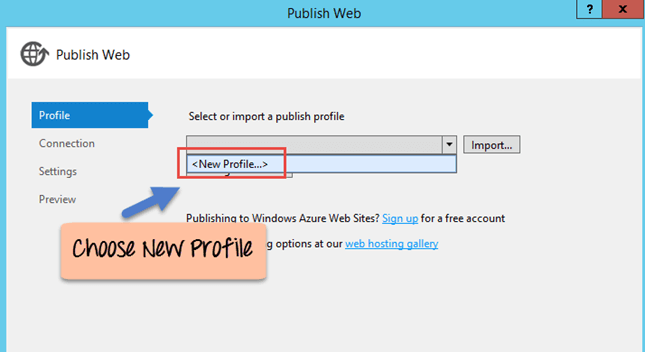 Publish Web
?
x
Publish Web
Profile
Select or import a publish profile
Connection
Import...
<New Profile...>
Settings
Preview
Publishing to Windows Azure Web Sites? Sign up for a free account
Choose New Profile
options at our web hosting gallery